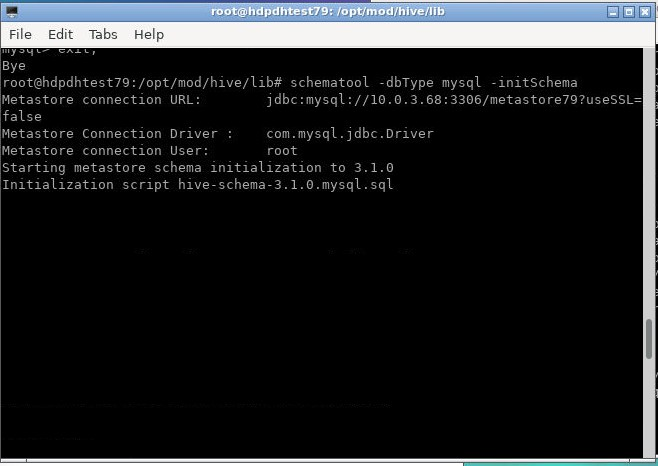 root@hdpdhtest79: /opt/mod/hive/lib
File Edit Tabs Help
mysql> exit;
Bye
root@hdpdhtest79:/opt/mod/hive/lib# schematool -dbType mysql -initSchema
Metastore connection URL: jdbc:mysql://10.0.3.68:3306/metastore79?useSSL=
false
Metastore Connection Driver : com.mysql.jdbc.Driver
Metastore connection User: root
Starting metastore schema initialization to 3.1.0
Initialization script hive-schema-3.1.0.mysql.sql